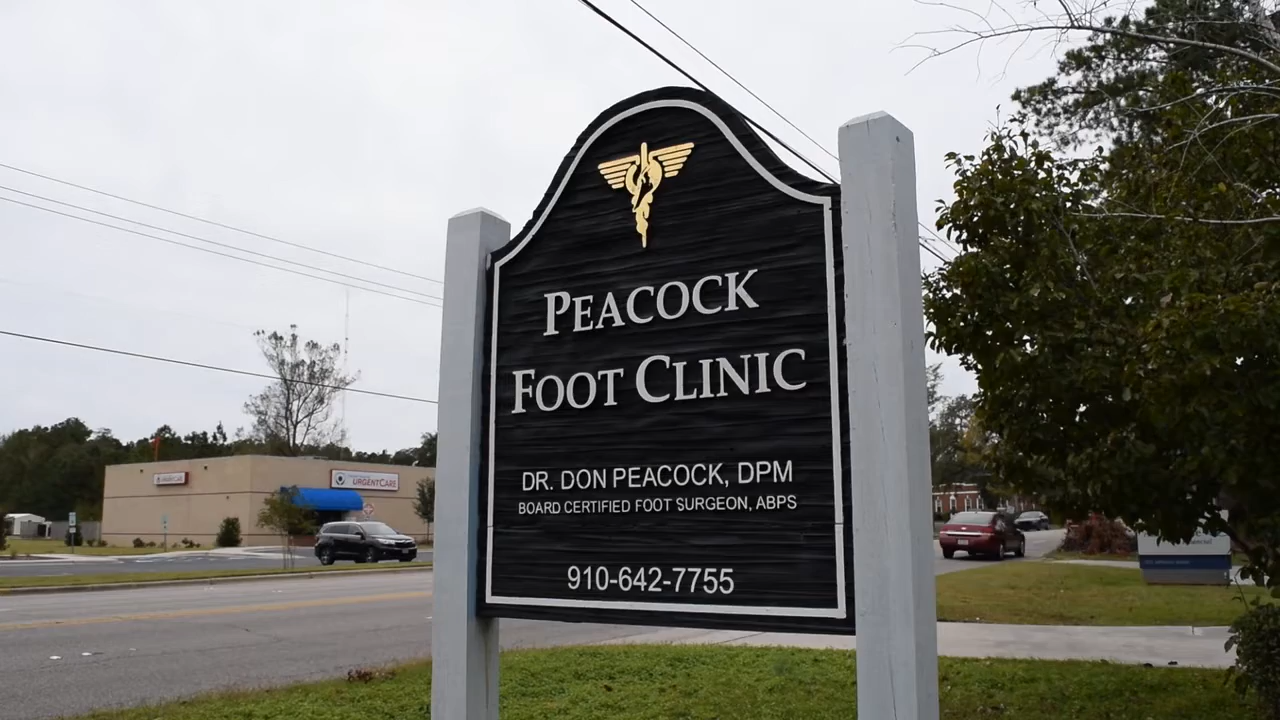 PEACOCK
FOOT CLINIC
DR. DON PEACOCK, DPM
BOARD CERTIFIED FOOT SURGEON, ABPS
910-642-7755
URGENTCARE